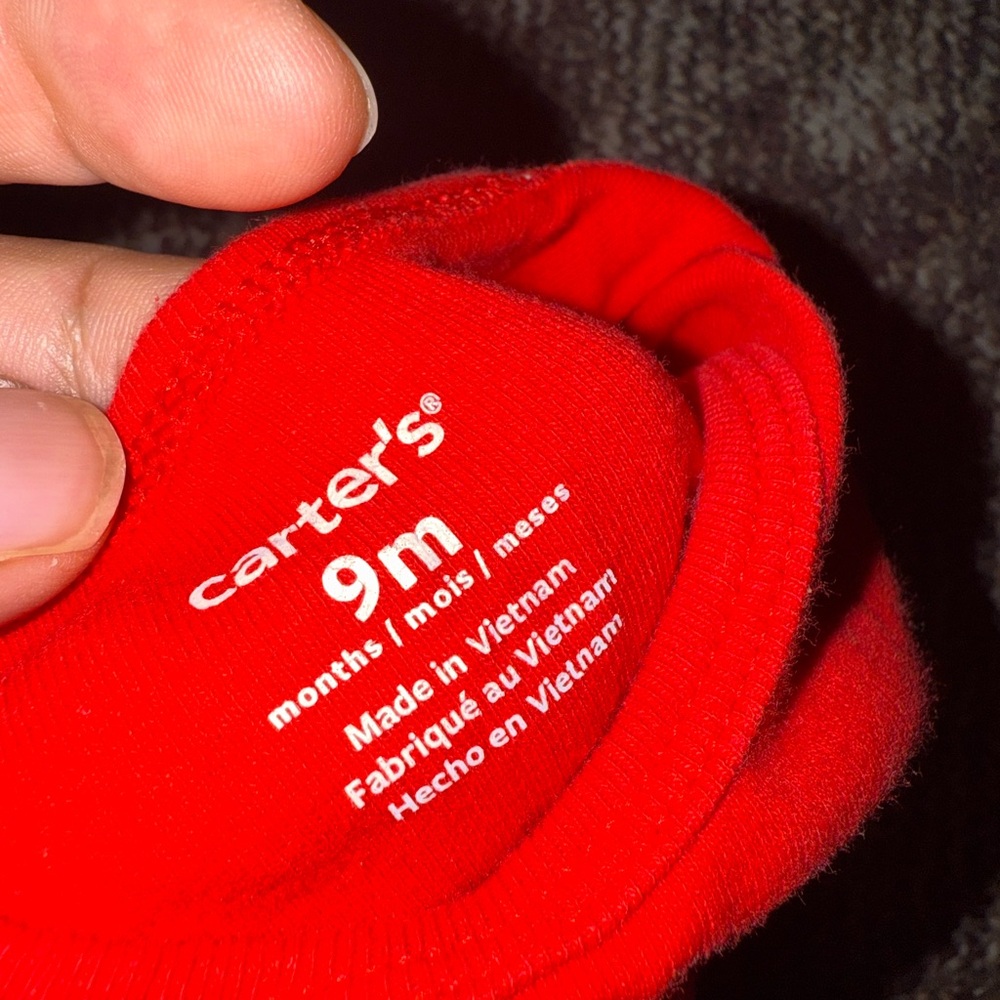 carter's®
9m
months / mois / meses
Made in Vietnam
Fabriqué au Vietnam
Hecho en Vietnam